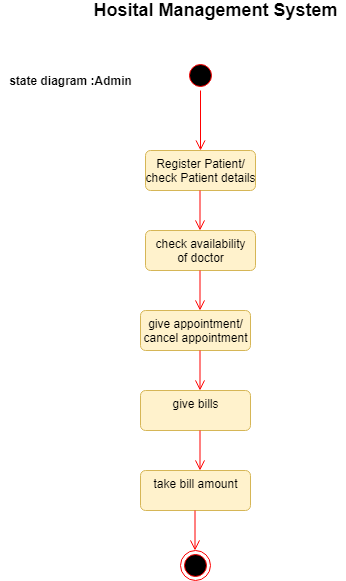 Hosital Management System
state diagram :Admin
Register Patient/
check Patient details
check availability
of doctor
give appointment/
cancel appointment
give bills
take bill amount